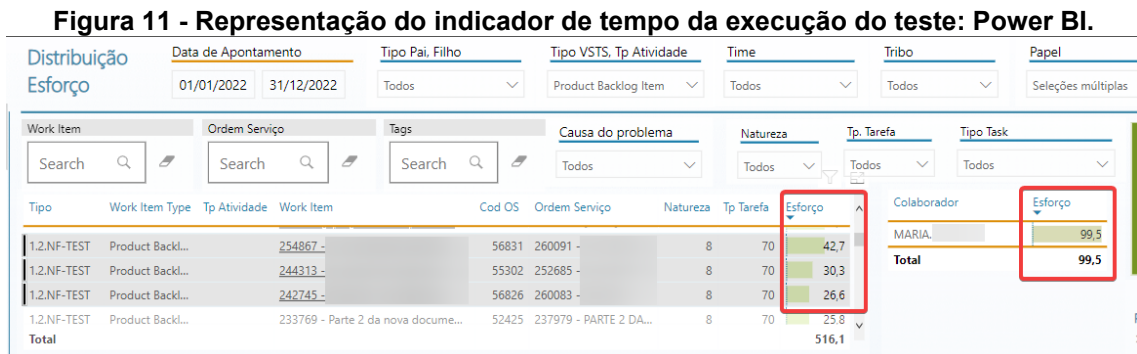 Figura 11 - Representação do indicador de tempo da execução do teste: Power BI.
Distribuição Esforço
Data de Apontamento
01/01/2022 31/12/2022
Tipo Pai, Filho
Todos
Tipo VSTS, Tp Atividade
Product Backlog Item
Time
Todos
Tribo
Todos
Papel
Seleções múltiplas
Work Item
Search
Ordem Serviço
Search
Tags
Search
Causa do problema
Todos
Natureza
Todos
Tp. Tarefa
Todos
Tipo Task
Todos
Tipo Work Item Type Tp Atividade Work Item Cod OS Ordem Serviço Natureza Tp Tarefa Esforço
1.2.NF-TEST Product Backl... 254867 - 56831 260091 - 8 70 42,7
1.2.NF-TEST Product Backl... 244313 - 55302 252685 - 8 70 30,3
1.2.NF-TEST Product Backl... 242745 - 56826 260083 - 8 70 26,6
1.2.NF-TEST Product Backl... 233769 - Parte 2 da nova docume... 52425 237979 - PARTE 2 DA... 8 70 25,8
Total 516,1
Colaborador Esforço
MARIA. 99,5
Total 99,5